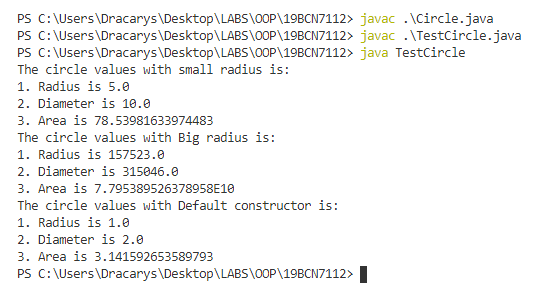 PS C:\Users\Dracarys\Desktop\LABS\OOP\19BCN7112> javac .\Circle.java
PS C:\Users\Dracarys\Desktop\LABS\OOP\19BCN7112> javac .\TestCircle.java
PS C:\Users\Dracarys\Desktop\LABS\OOP\19BCN7112> java TestCircle
The circle values with small radius is:
1. Radius is 5.0
2. Diameter is 10.0
3. Area is 78.53981633974483
The circle values with Big radius is:
1. Radius is 157523.0
2. Diameter is 315046.0
3. Area is 7.795389526378958E10
The circle values with Default constructor is:
1. Radius is 1.0
2. Diameter is 2.0
3. Area is 3.141592653589793
PS C:\Users\Dracarys\Desktop\LABS\OOP\19BCN7112>